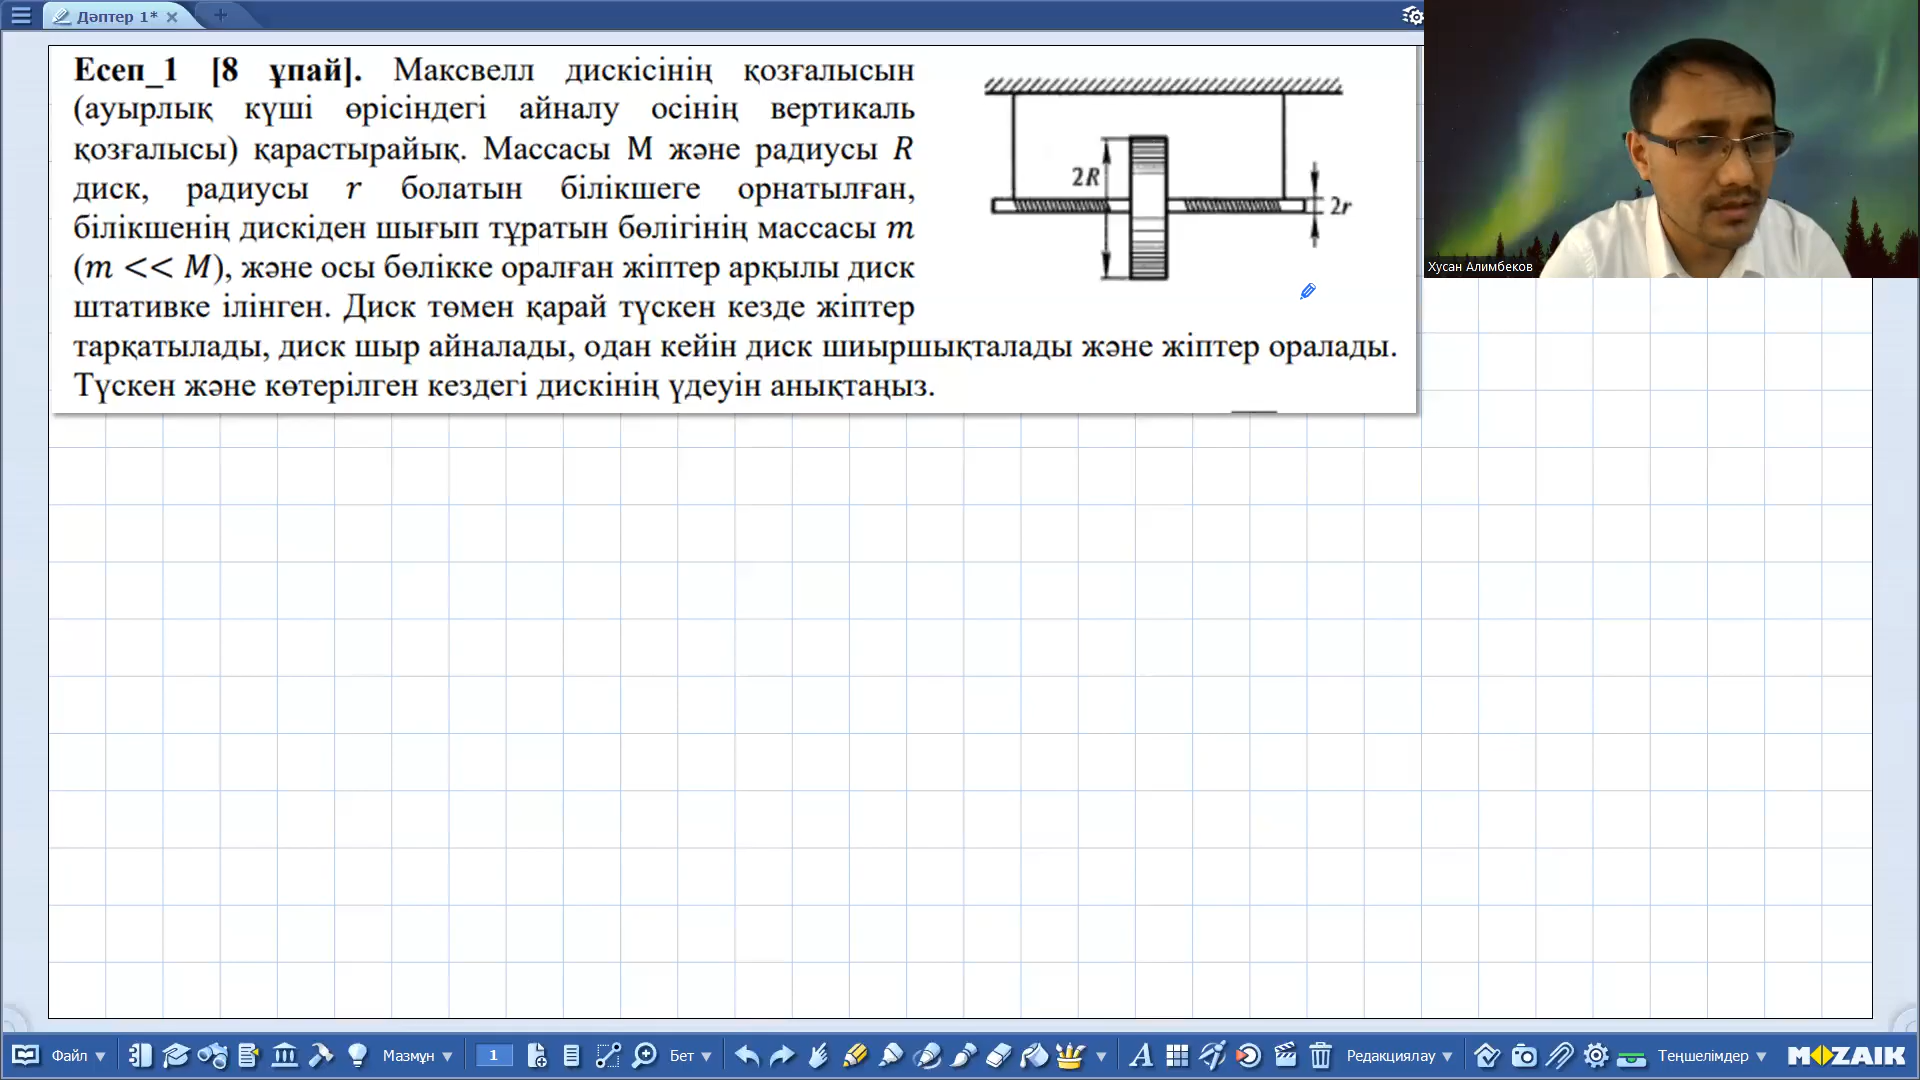 Дәптер 1*
Есеп_1 [8 ұпай]. Максвелл дискісінің қозғалысын
(ауырлық күші өрісіндегі айналу осінің вертикаль
қозғалысы) қарастырайық. Массасы M және радиусы R
диск, радиусы r болатын білікшеге орнатылған,
білікшенің дискіден шығып тұратын бөлігінің массасы m
(m << M), және осы бөлікке оралған жіптер арқылы диск
штативке ілінген. Диск төмен қарай түскен кезде жіптер
тарқатылады, диск шыр айналады, одан кейін диск шиыршықталады және жіптер оралады.
Түскен және көтерілген кездегі дискінің үдеуін анықтаңыз.
2R
2r
Хусан Алимбеков
Файл
Мазмұн
1
Бет
Редакциялау
Теңшелімдер
MOZAIK